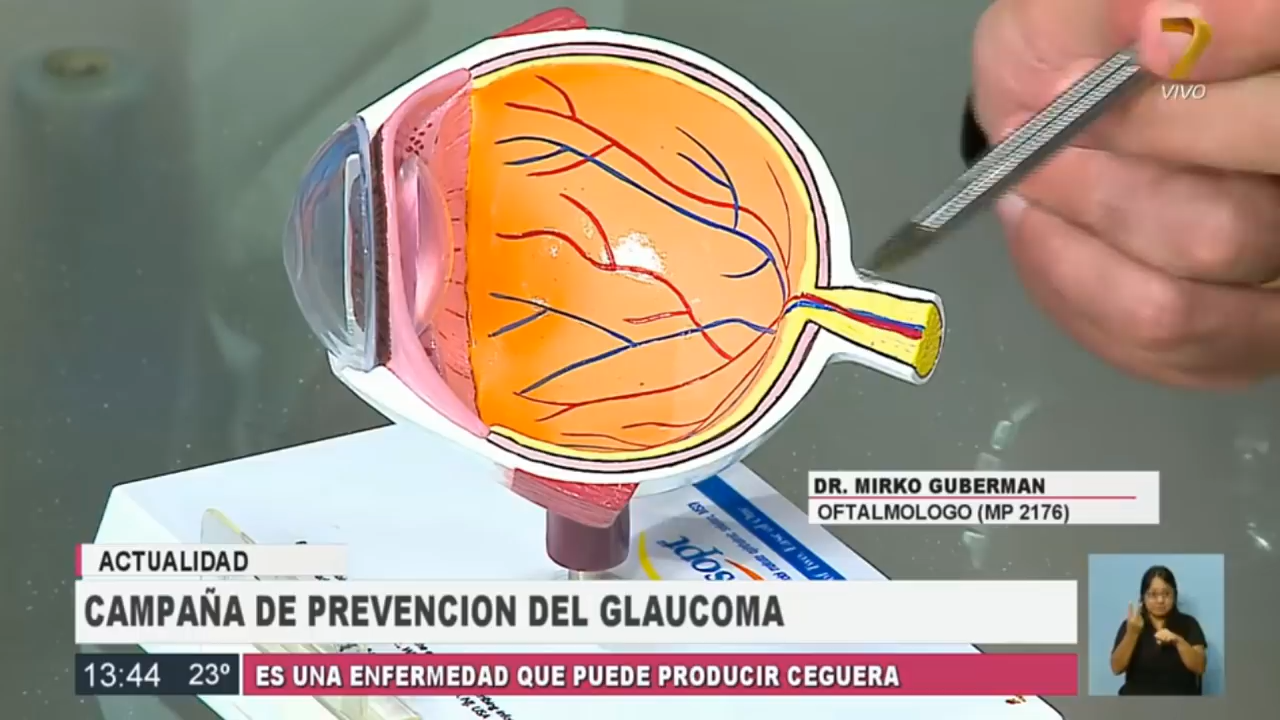 VIVO
DR. MIRKO GUBERMAN
OFTALMOLOGO (MP 2176)
ACTUALIDAD
CAMPAÑA DE PREVENCION DEL GLAUCOMA
13:44 23º
ES UNA ENFERMEDAD QUE PUEDE PRODUCIR CEGUERA